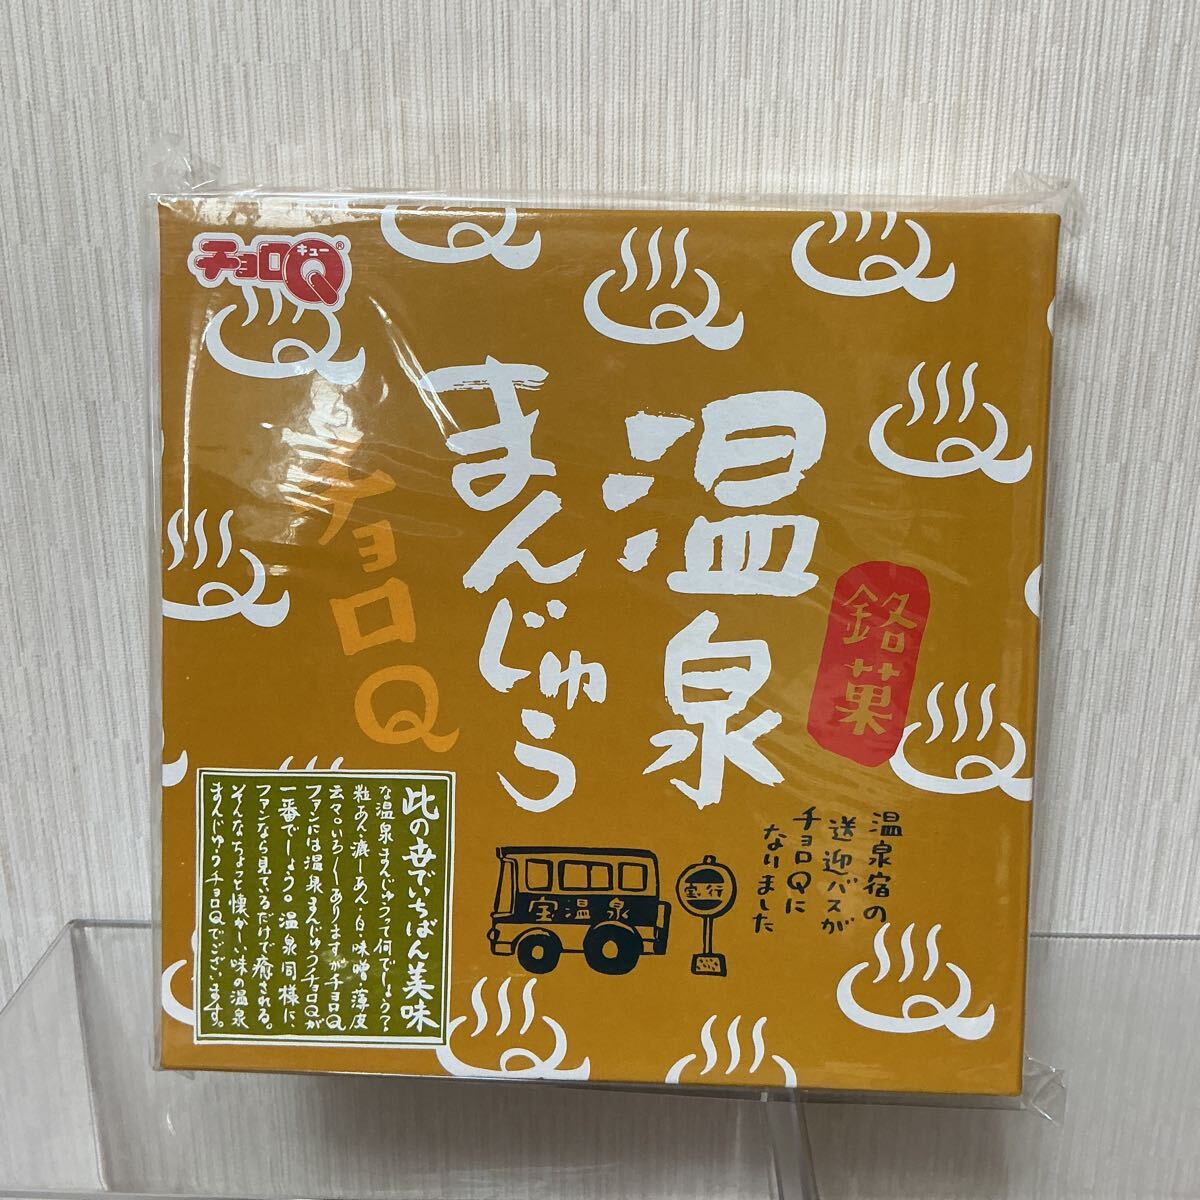 チョロQ®
キュー
温泉
まんじゅう
チョロQ
銘菓
温泉宿の
送迎バスが
チョロQに
なりました
宝温泉
宝行
此の世でいちばん美味
な温泉まんじゅうって何でしょう?
粒あん・漉しあん・白・味噌・薄皮
云々。いろいろありますがチョロQ
ファンには温泉まんじゅうチョロQが
一番でしょう。温泉同様に、
ファンなら見ているだけで癒される。
そんなちょっと懐かしい味の温泉
まんじゅうチョロQでございます。